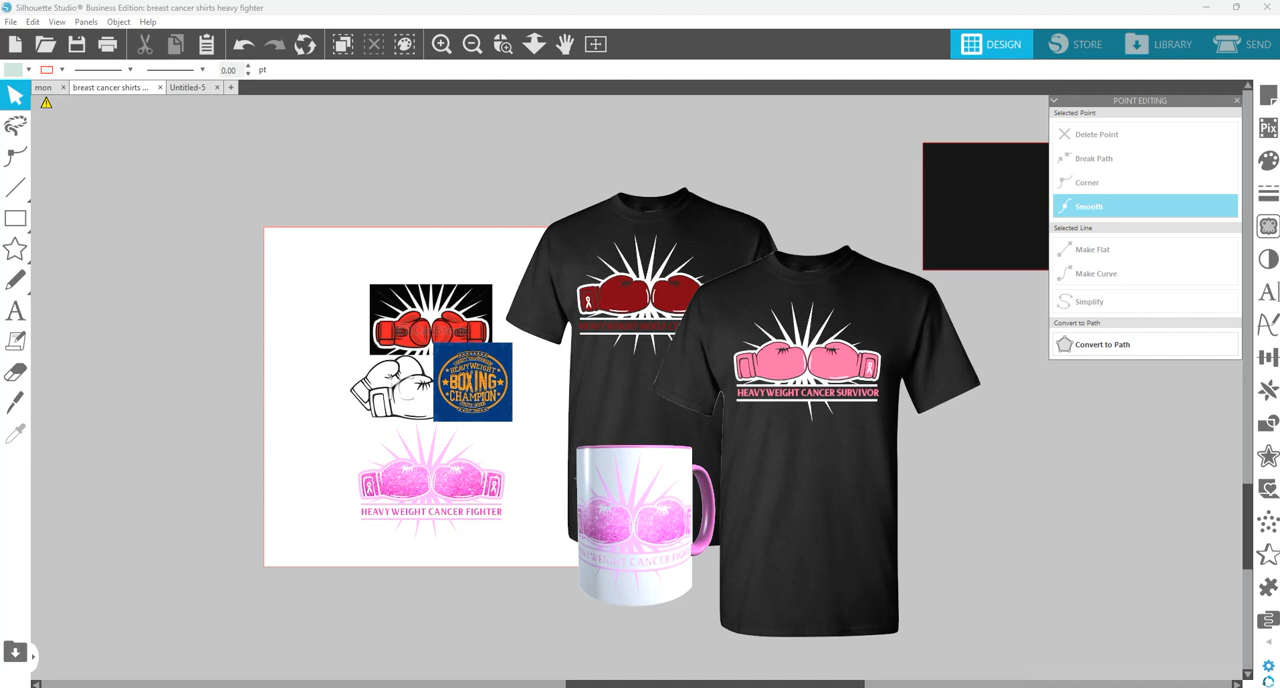 Silhouette Studio® Business Edition: breast cancer shirts heavy fighter
File Edit View Panels Object Help
DESIGN STORE LIBRARY SEND
0.00 pt
mon breast cancer shirts ... Untitled-5
POINT EDITING
Selected Point
Delete Point
Break Path
Corner
Smooth
Selected Line
Make Flat
Make Curve
Simplify
Convert to Path
Convert to Path
Pix
HEAVYWEIGHT
BOXING
CHAMPION
HEAVYWEIGHT CANCER FIGHTER
HEAVYWEIGHT CANCER SURVIVOR